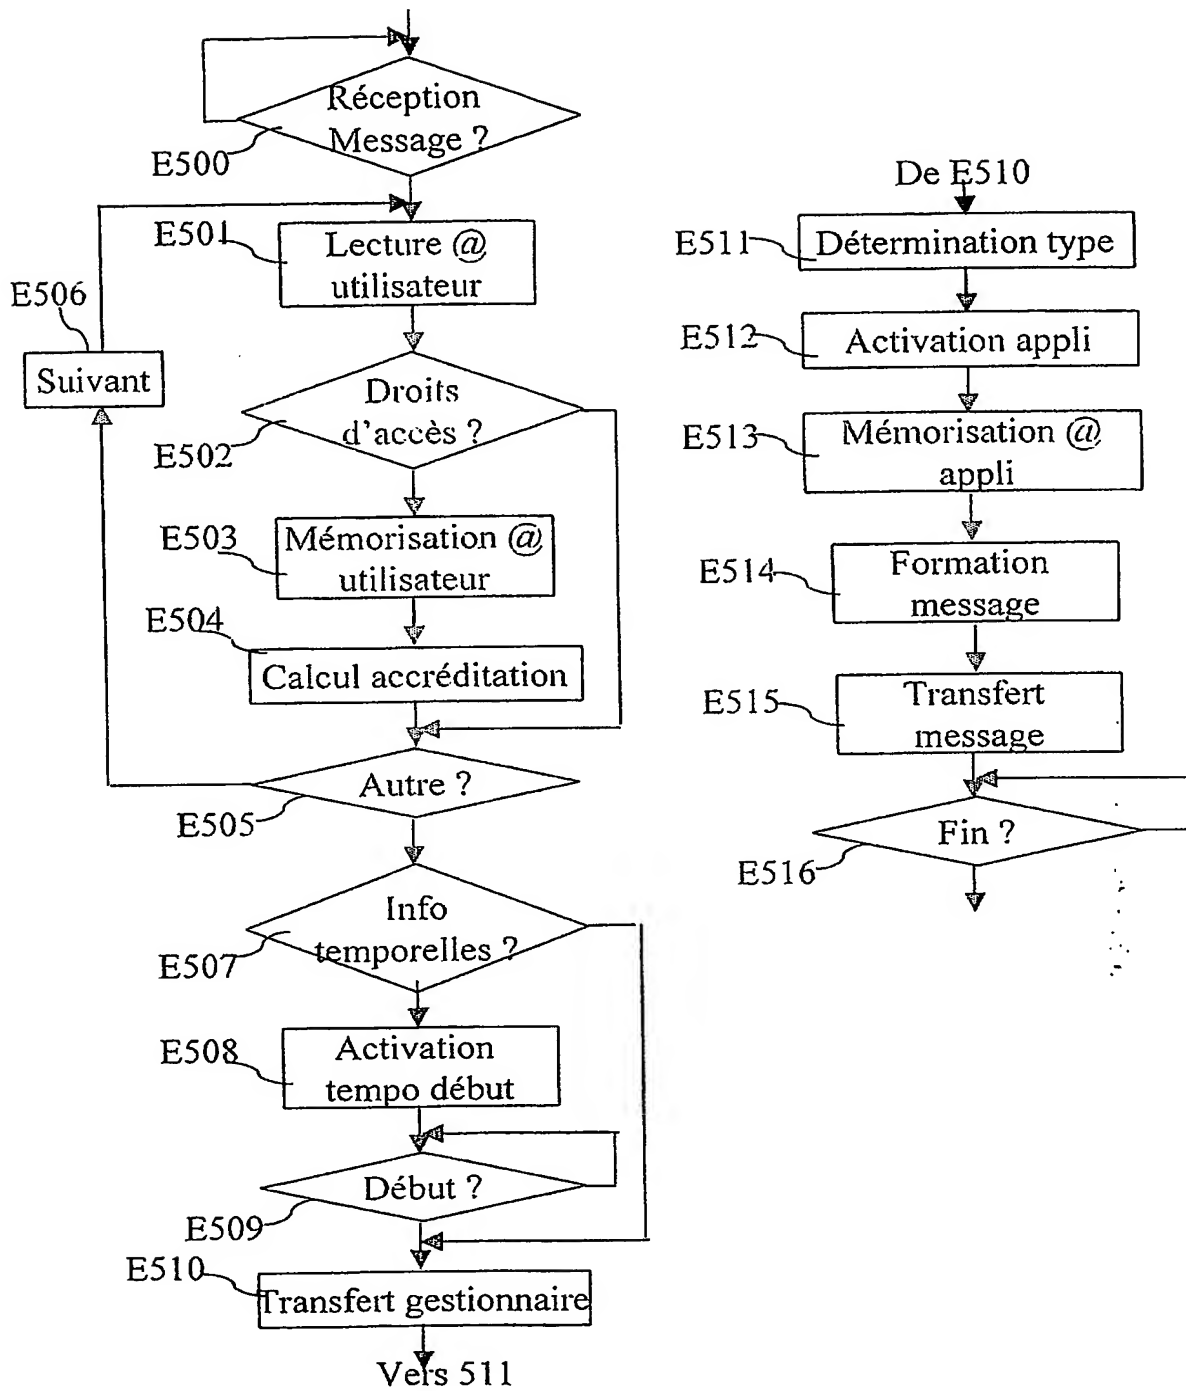 Réception
Message ?
E500
E501
Lecture @
utilisateur
E506
Suivant
Droits
d'accès ?
E502
E503
Mémorisation @
utilisateur
E504
Calcul accréditation
Autre ?
E505
Info
temporelles ?
E507
E508
Activation
tempo début
Début ?
E509
E510
Transfert gestionnaire
Vers 511
De E510
E511
Détermination type
E512
Activation appli
E513
Mémorisation @
appli
E514
Formation
message
E515
Transfert
message
Fin ?
E516